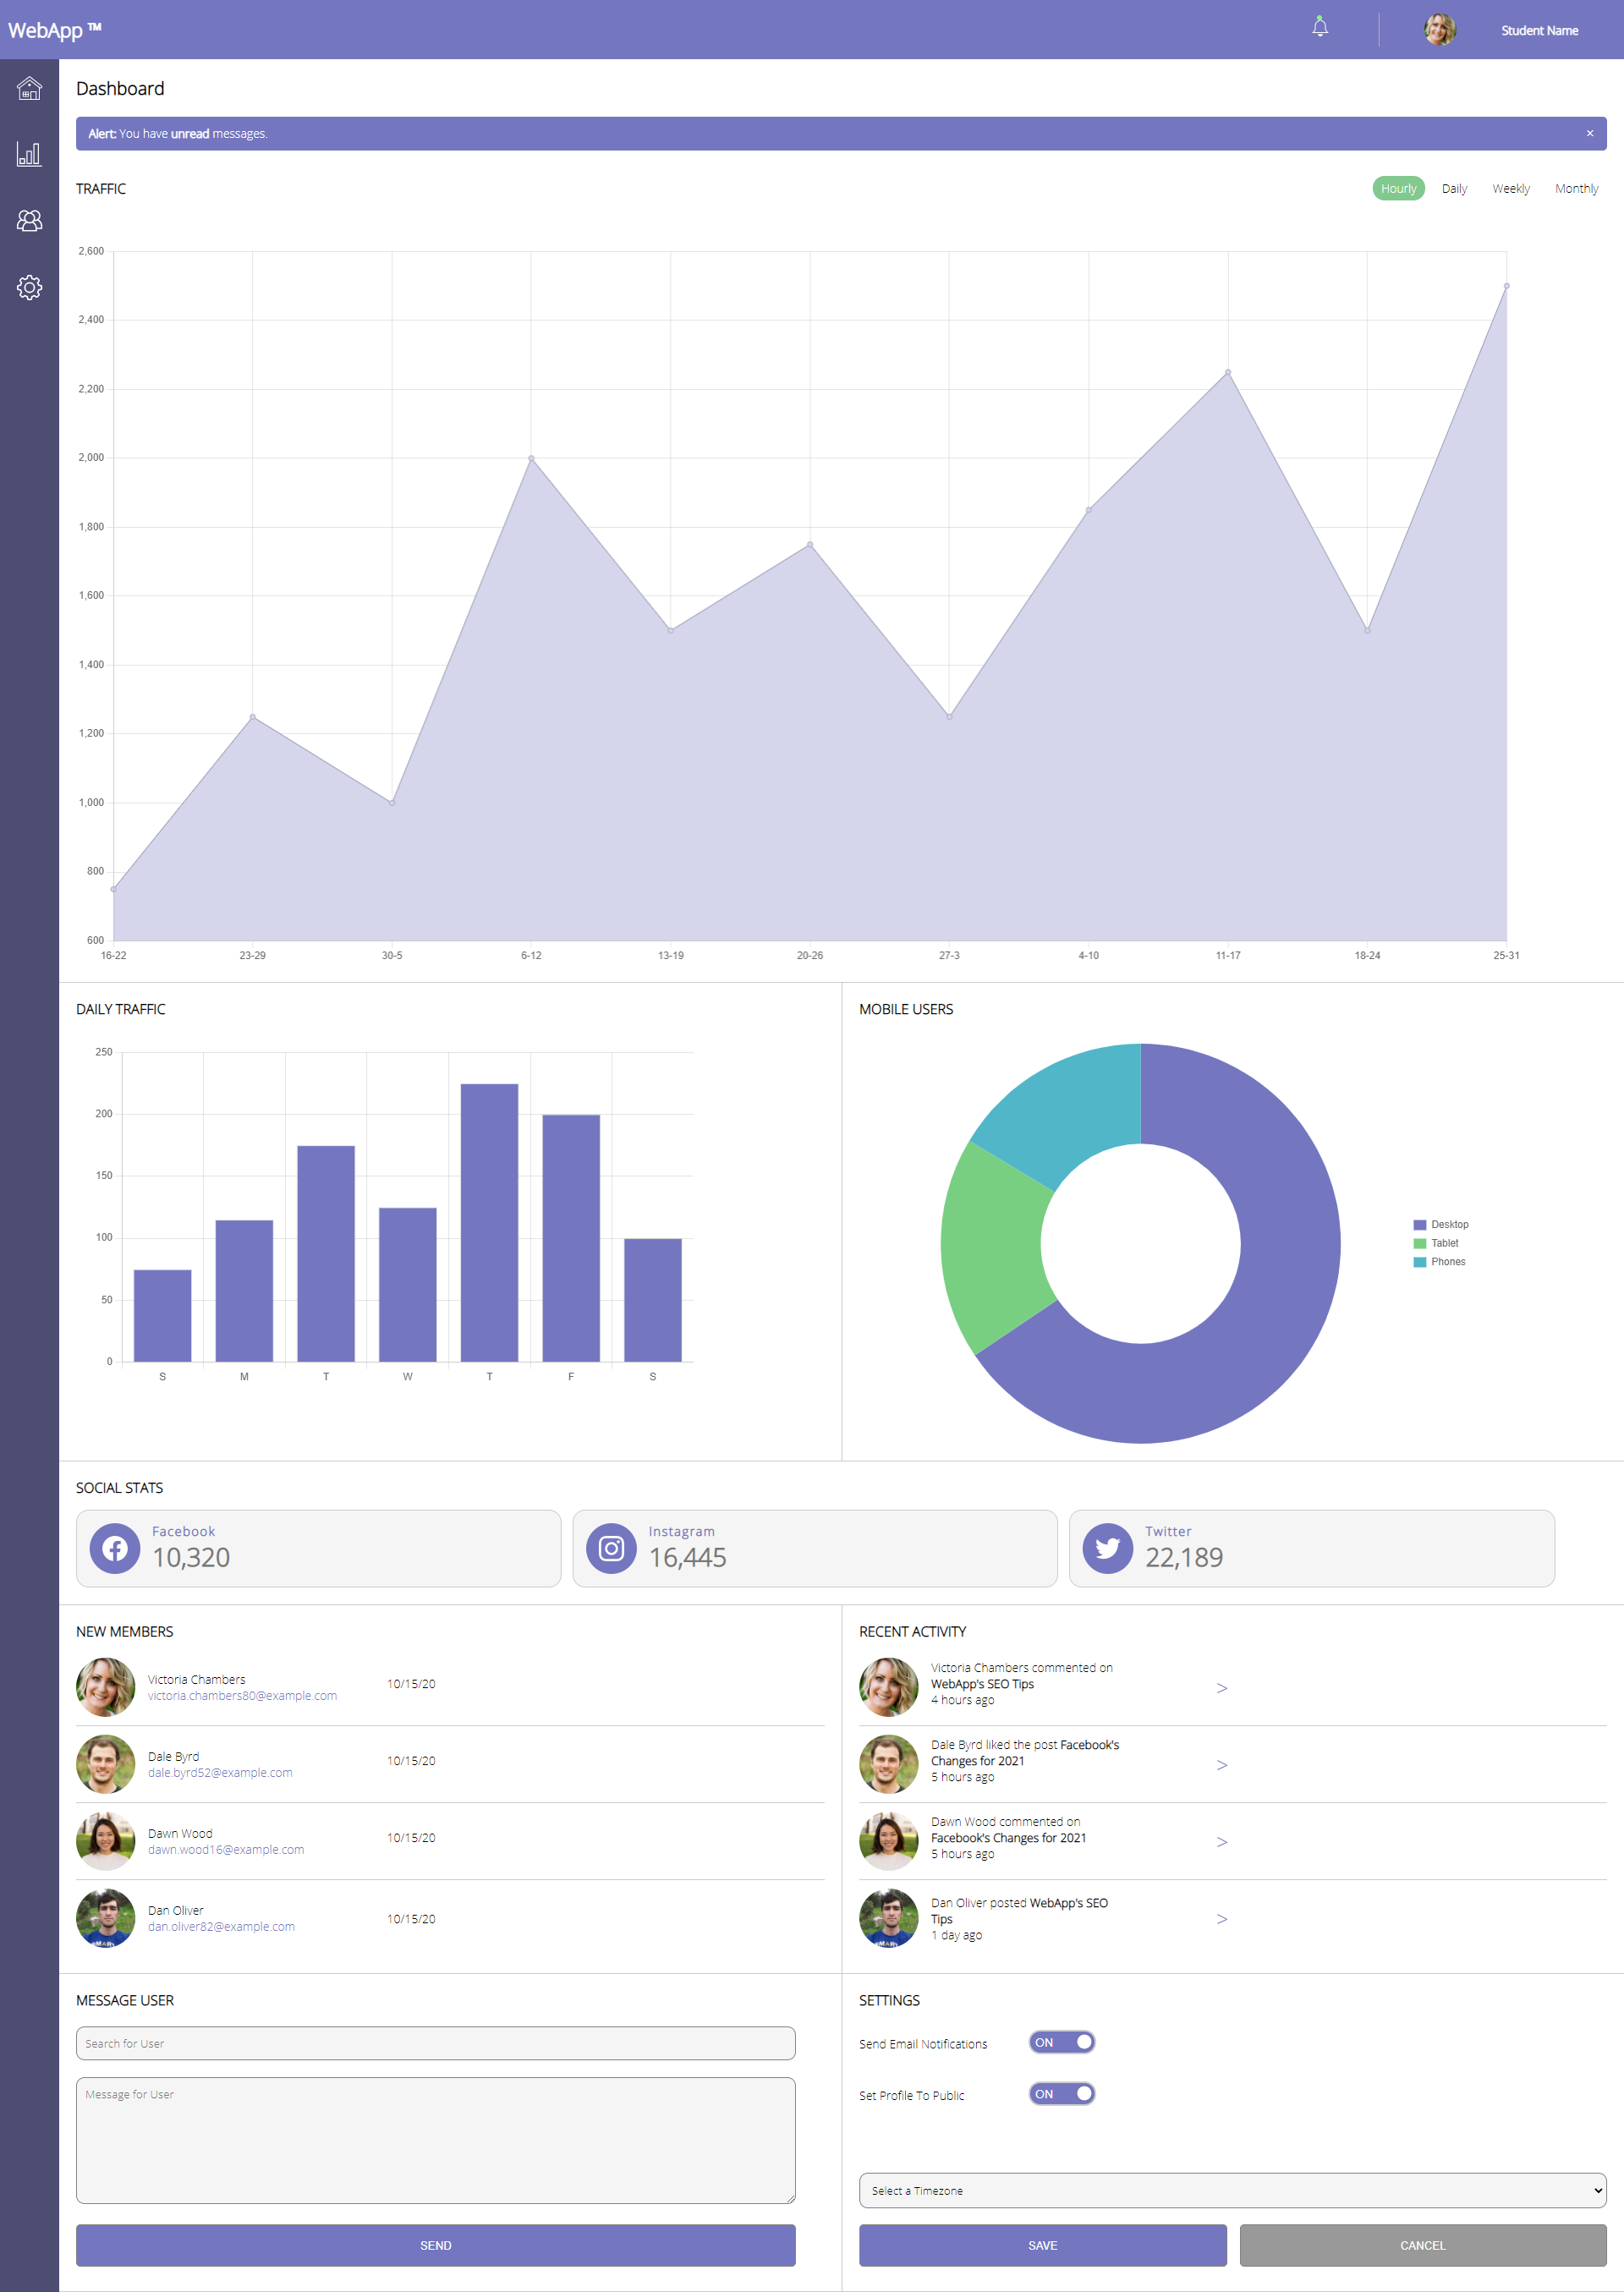 WebApp ™
Student Name
Dashboard
Alert: You have unread messages.
×
TRAFFIC
Hourly Daily Weekly Monthly
2,600
2,400
2,200
2,000
1,800
1,600
1,400
1,200
1,000
800
600
16-22 23-29 30-5 6-12 13-19 20-26 27-3 4-10 11-17 18-24 25-31
DAILY TRAFFIC
250
200
150
100
50
0
S M T W T F S
MOBILE USERS
Desktop
Tablet
Phones
SOCIAL STATS
Facebook
10,320
Instagram
16,445
Twitter
22,189
NEW MEMBERS
Victoria Chambers
victoria.chambers80@example.com
10/15/20
Dale Byrd
dale.byrd52@example.com
10/15/20
Dawn Wood
dawn.wood16@example.com
10/15/20
Dan Oliver
dan.oliver82@example.com
10/15/20
RECENT ACTIVITY
Victoria Chambers commented on
WebApp's SEO Tips
4 hours ago
>
Dale Byrd liked the post Facebook's
Changes for 2021
5 hours ago
>
Dawn Wood commented on
Facebook's Changes for 2021
5 hours ago
>
Dan Oliver posted WebApp's SEO
Tips
1 day ago
>
MESSAGE USER
Search for User
Message for User
SEND
SETTINGS
Send Email Notifications
ON
Set Profile To Public
ON
Select a Timezone
SAVE
CANCEL